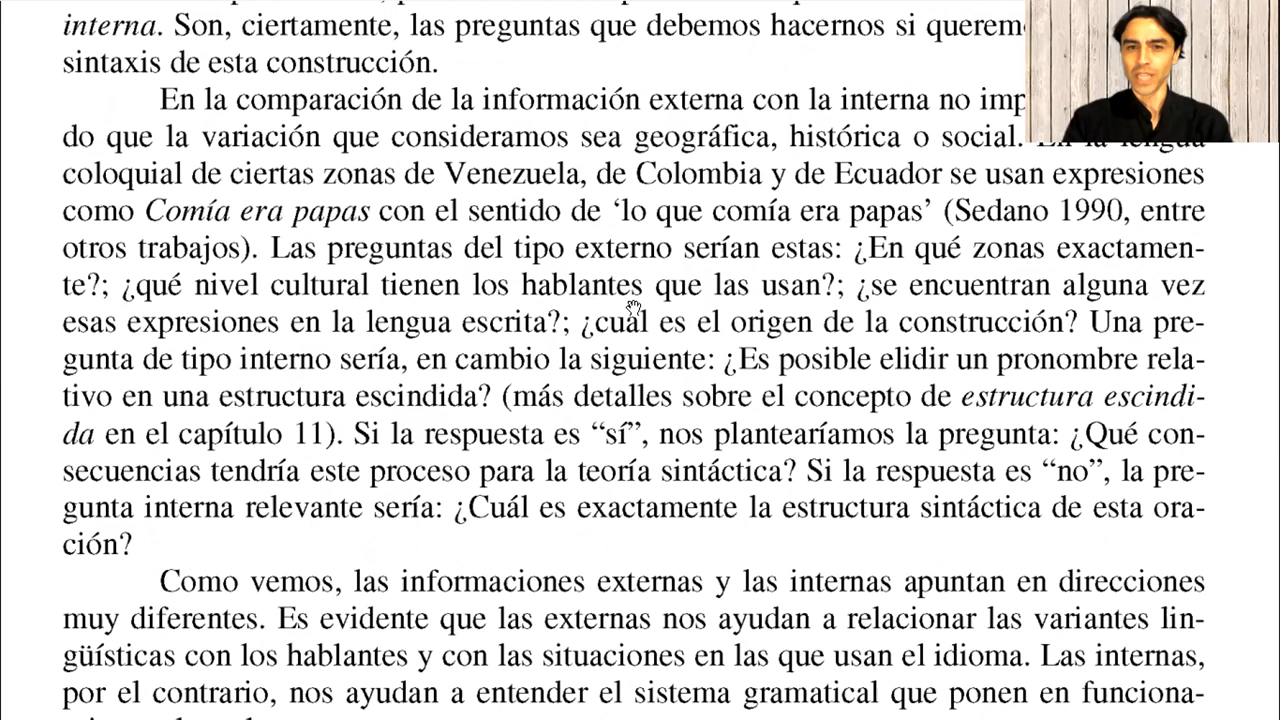 interna. Son, ciertamente, las preguntas que debemos hacernos si
sintaxis de esta construcción.
En la comparación de la información externa con la interna no
do que la variación que consideramos sea geográfica, histórica o social. En la lengua
coloquial de ciertas zonas de Venezuela, de Colombia y de Ecuador se usan expresiones
como Comía era papas con el sentido de ‘lo que comía era papas’ (Sedano 1990, entre
otros trabajos). Las preguntas del tipo externo serían estas: ¿En qué zonas exactamen-
te?; ¿qué nivel cultural tienen los hablantes que las usan?; ¿se encuentran alguna vez
esas expresiones en la lengua escrita?; ¿cuál es el origen de la construcción? Una pre-
gunta de tipo interno sería, en cambio la siguiente: ¿Es posible elidir un pronombre rela-
tivo en una estructura escindida? (más detalles sobre el concepto de estructura escindi-
da en el capítulo 11). Si la respuesta es “sí”, nos plantearíamos la pregunta: ¿Qué con-
secuencias tendría este proceso para la teoría sintáctica? Si la respuesta es “no”, la pre-
gunta interna relevante sería: ¿Cuál es exactamente la estructura sintáctica de esta ora-
ción?
Como vemos, las informaciones externas y las internas apuntan en direcciones
muy diferentes. Es evidente que las externas nos ayudan a relacionar las variantes lin-
güísticas con los hablantes y con las situaciones en las que usan el idioma. Las internas,
por el contrario, nos ayudan a entender el sistema gramatical que ponen en funciona-